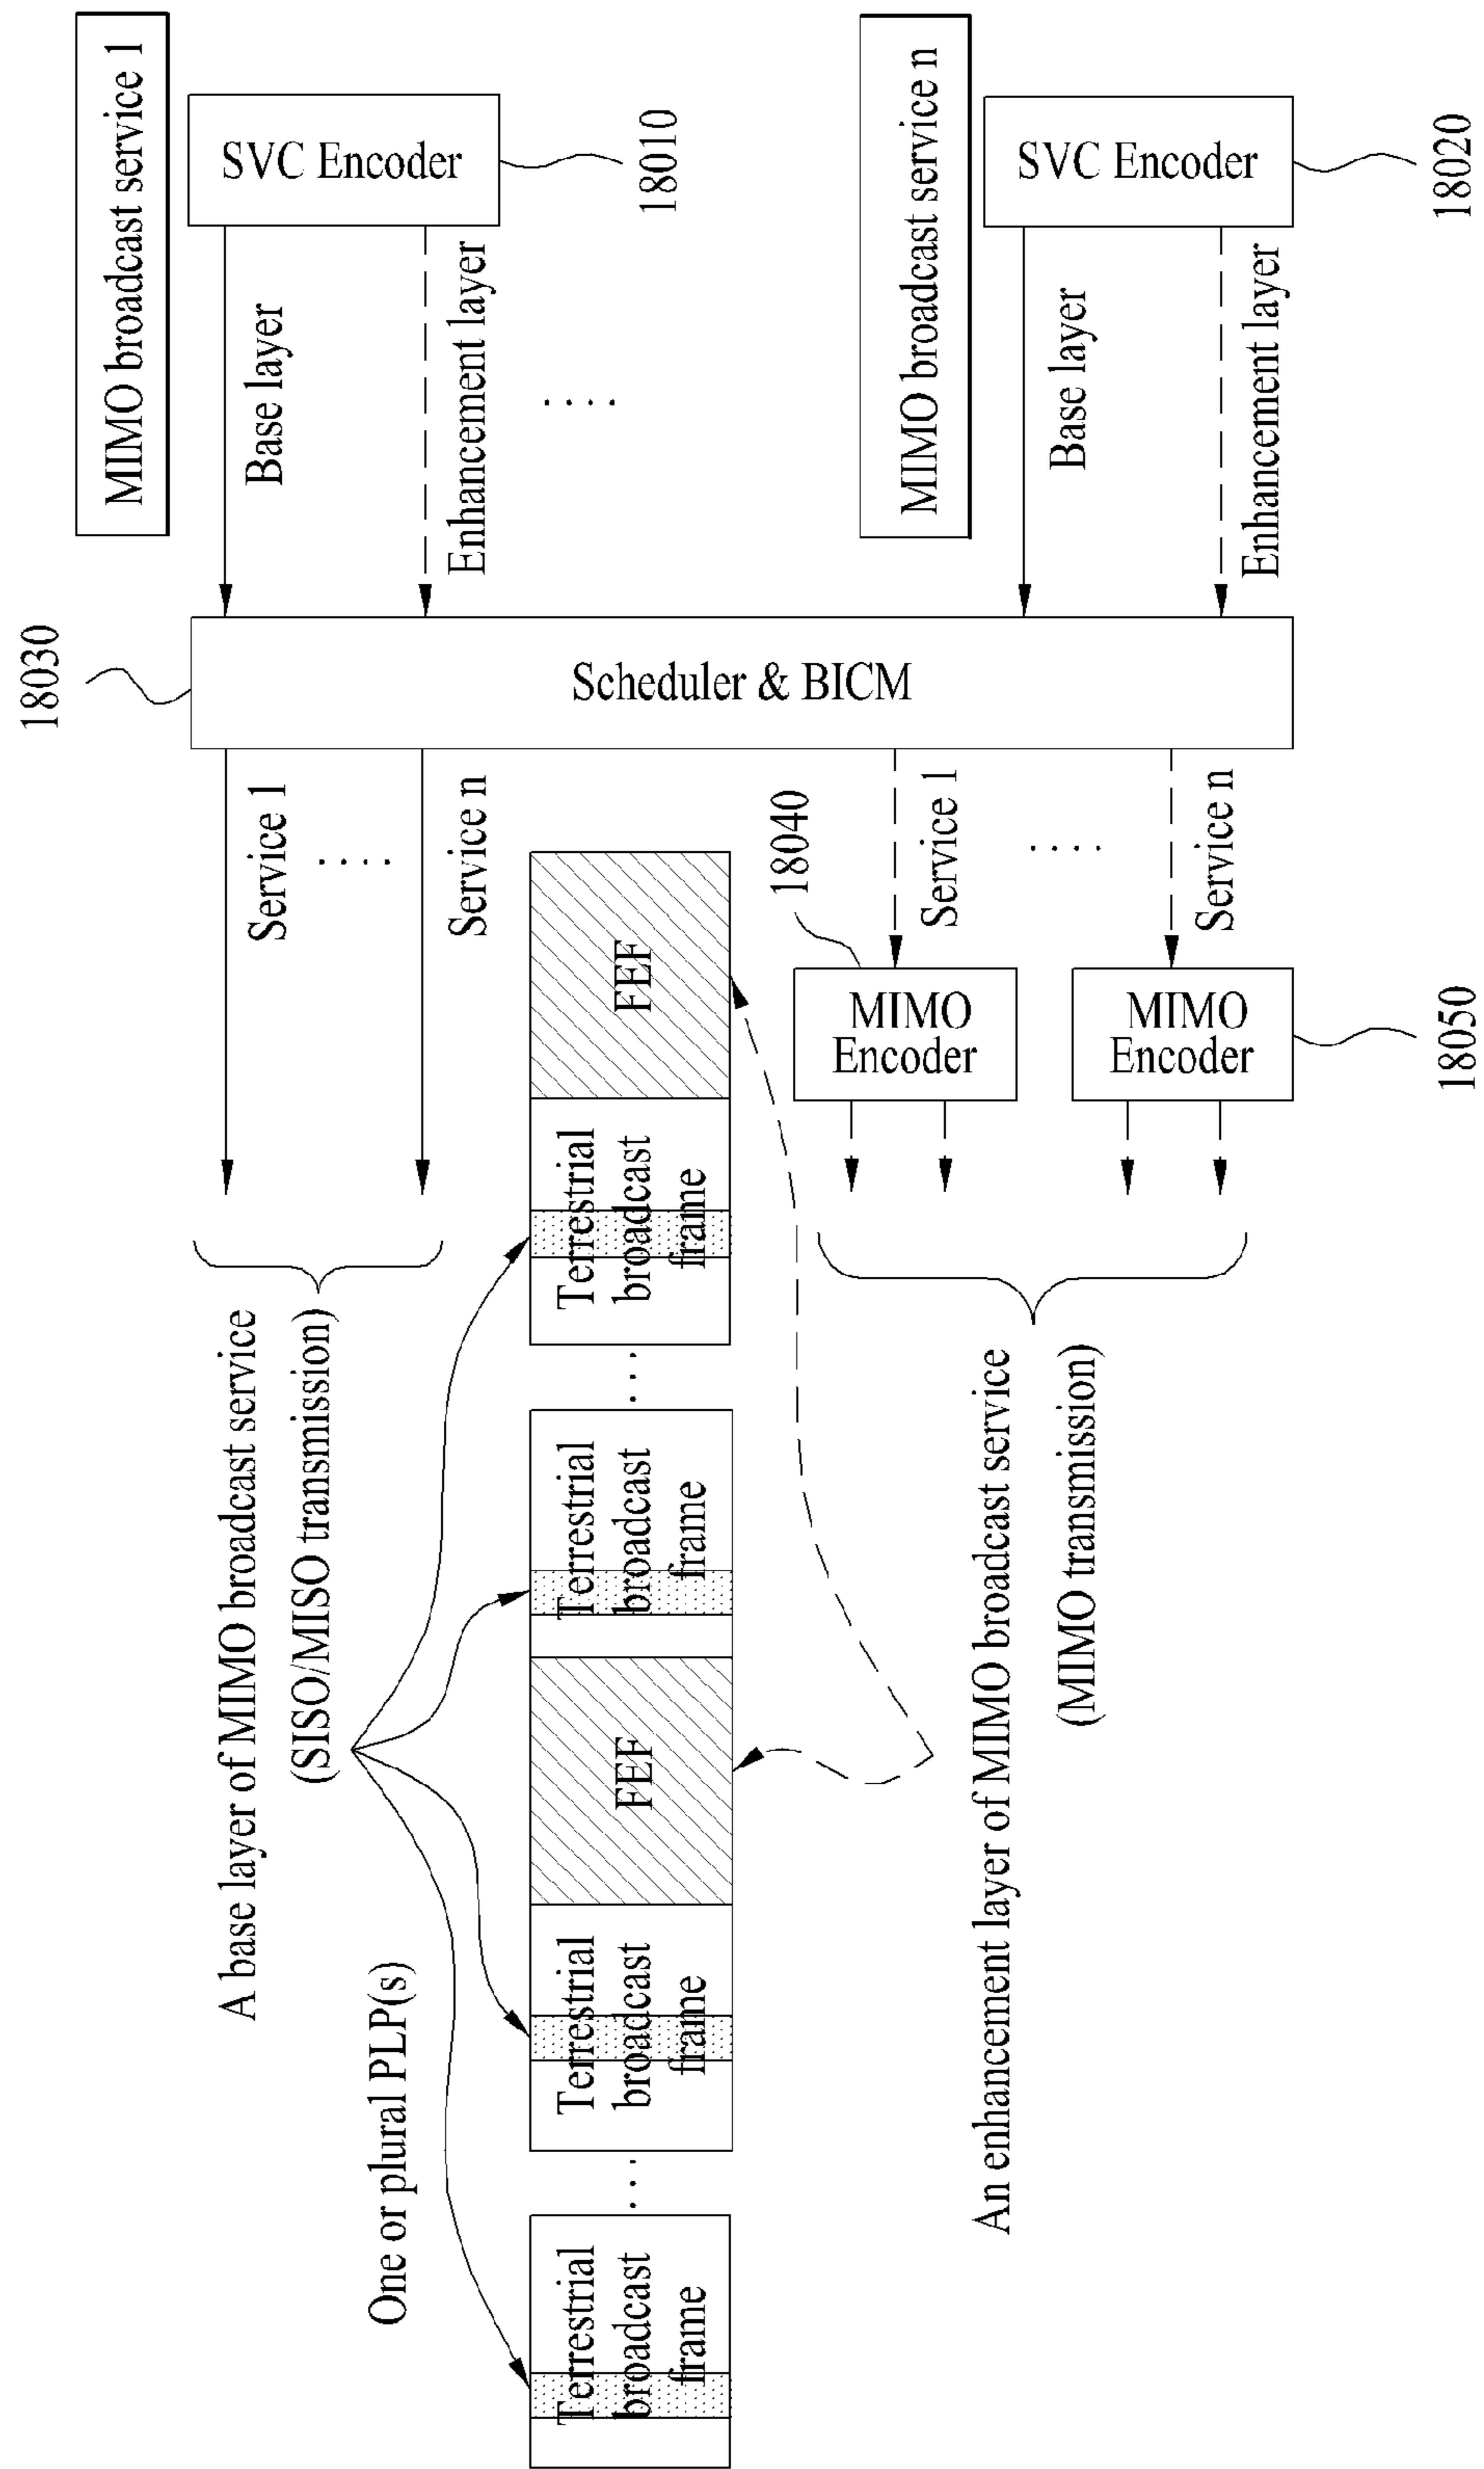 MIMO broadcast service 1
SVC Encoder
18010
Base layer
Enhancement layer
....
MIMO broadcast service n
SVC Encoder
18020
Base layer
Enhancement layer
18030
Scheduler & BICM
Service 1
....
Service n
18040
Service 1
....
Service n
MIMO
Encoder
MIMO
Encoder
18050
A base layer of MIMO broadcast service
(SISO/MISO transmission)
One or plural PLP(s)
Terrestrial
broadcast
frame
...
Terrestrial
broadcast
frame
FEF
Terrestrial
broadcast
frame
...
Terrestrial
broadcast
frame
FEF
An enhancement layer of MIMO broadcast service
(MIMO transmission)